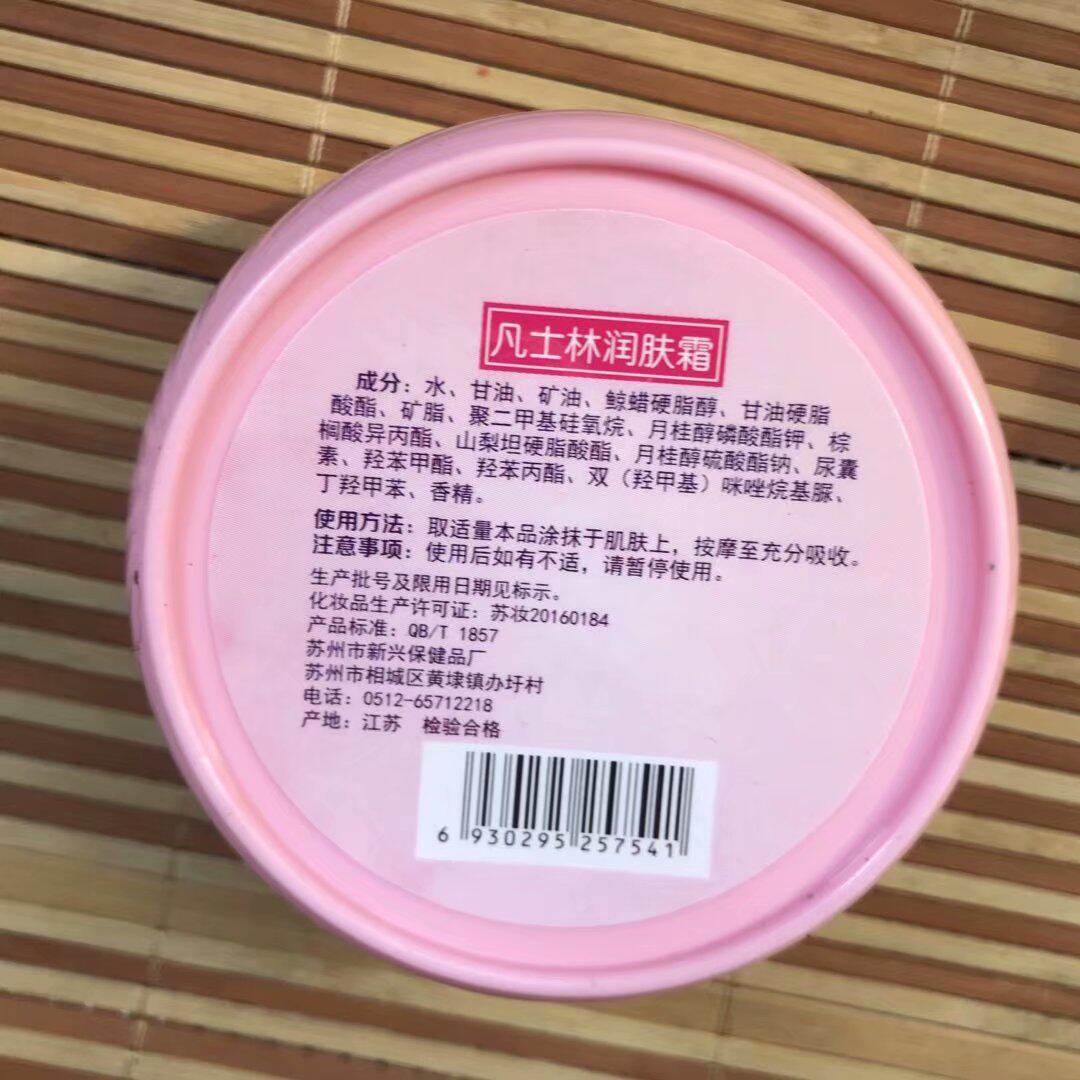 凡士林润肤霜
成分：水、甘油、矿油、鲸蜡硬脂醇、甘油硬脂
酸酯、矿脂、聚二甲基硅氧烷、月桂醇磷酸酯钾、棕
榈酸异丙酯、山梨坦硬脂酸酯、月桂醇硫酸酯钠、尿囊
素、羟苯甲酯、羟苯丙酯、双（羟甲基）咪唑烷基脲、
丁羟甲苯、香精。
使用方法：取适量本品涂抹于肌肤上，按摩至充分吸收。
注意事项：使用后如有不适，请暂停使用。
生产批号及限用日期见标示。
化妆品生产许可证：苏妆20160184
产品标准：QB/T 1857
苏州市新兴保健品厂
苏州市相城区黄埭镇办圩村
电话：0512-65712218
产地：江苏 检验合格
6 930295 257541